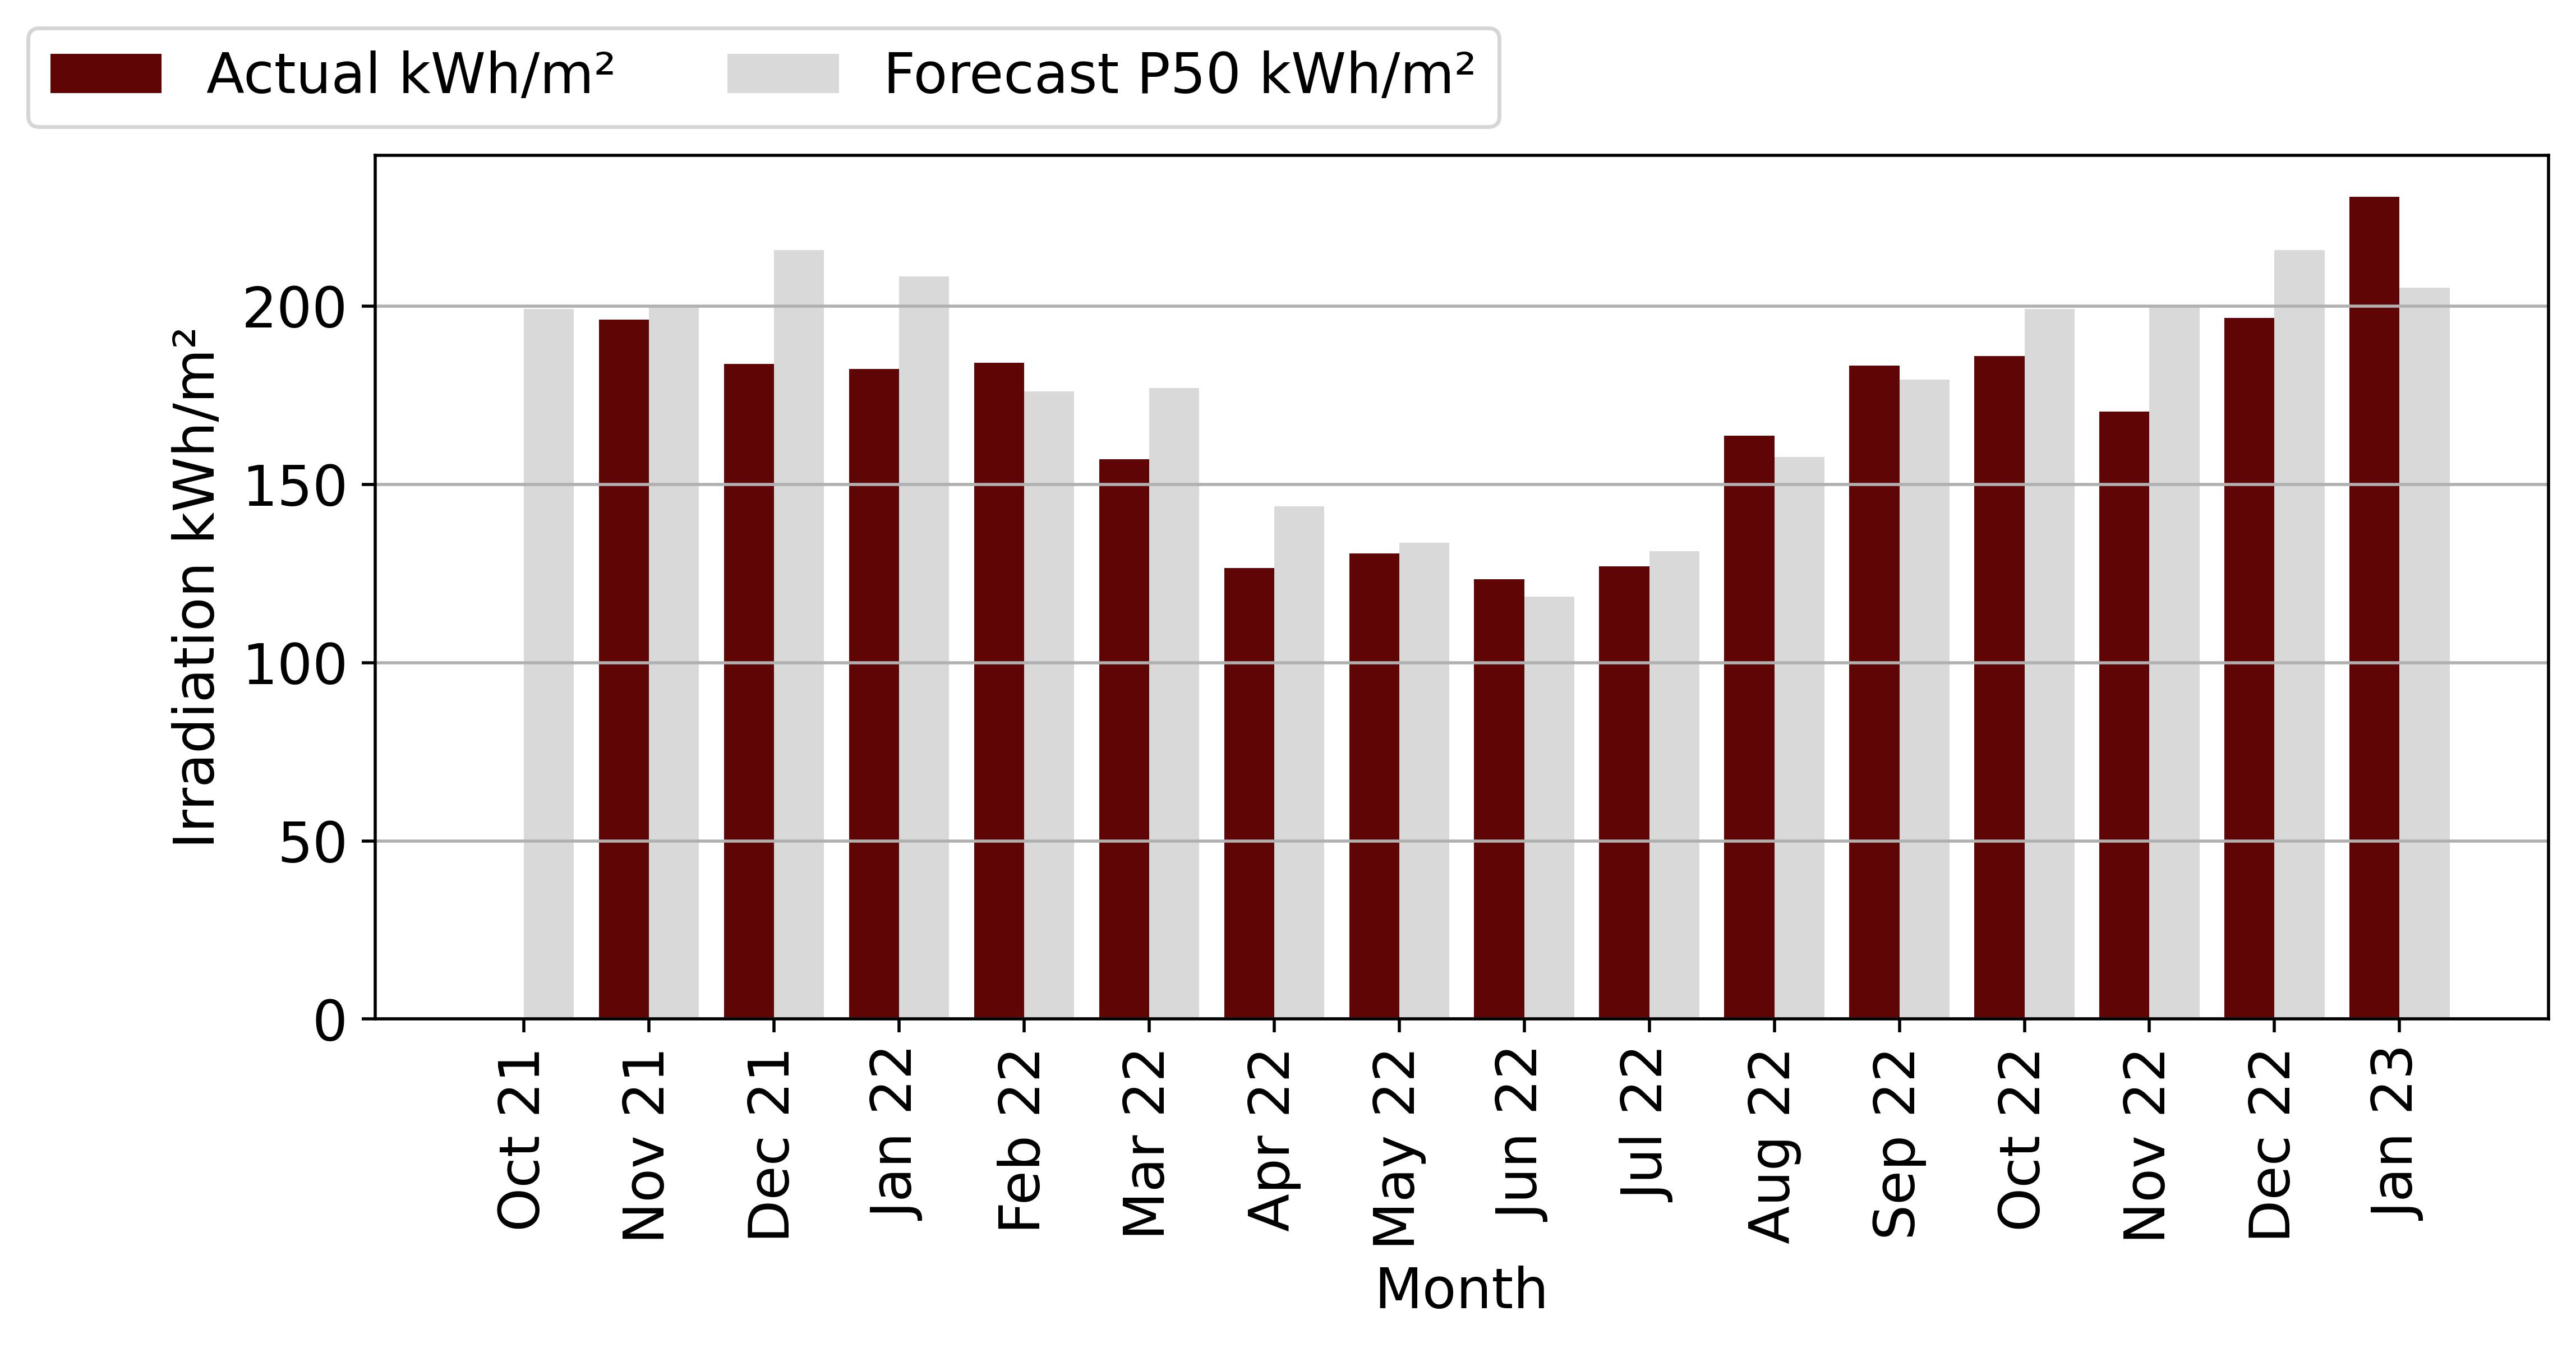 Actual kWh/m² Forecast P50 kWh/m²
Irradiation kWh/m²
200
150
100
50
0
Oct 21
Nov 21
Dec 21
Jan 22
Feb 22
Mar 22
Apr 22
May 22
Jun 22
Jul 22
Aug 22
Sep 22
Oct 22
Nov 22
Dec 22
Jan 23
Month